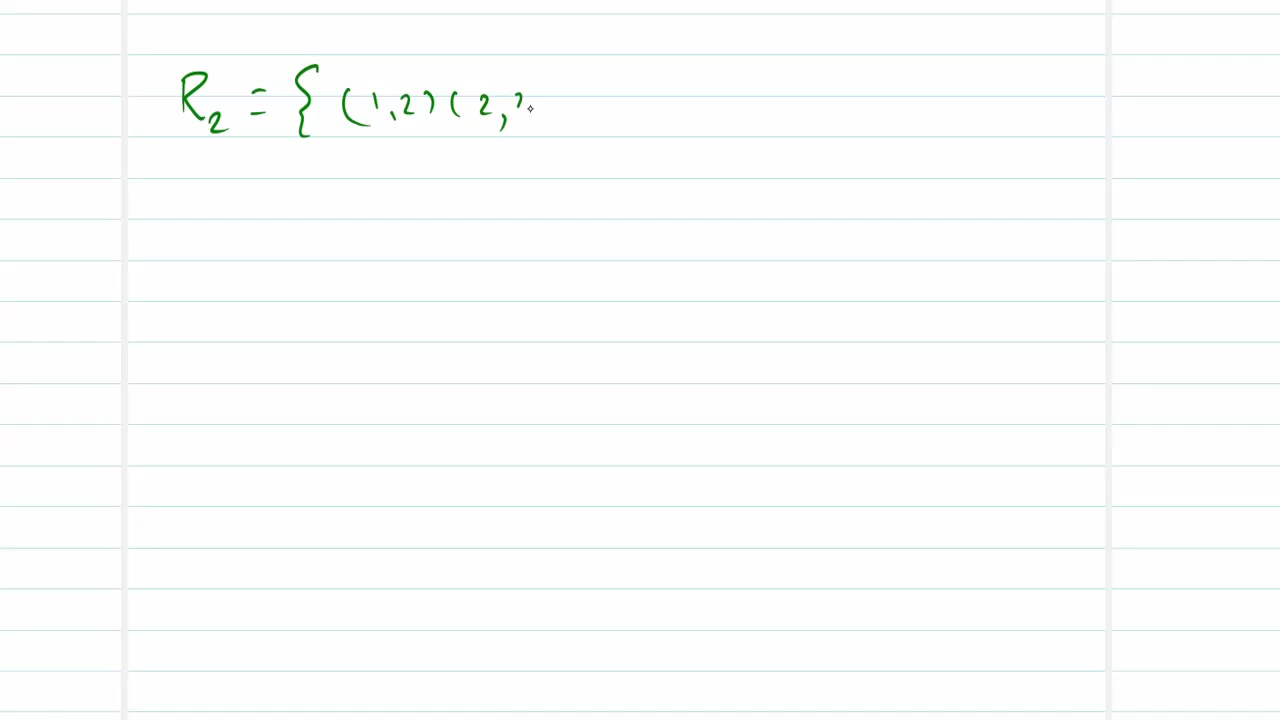 R₂ = { (1,2) ( 2,